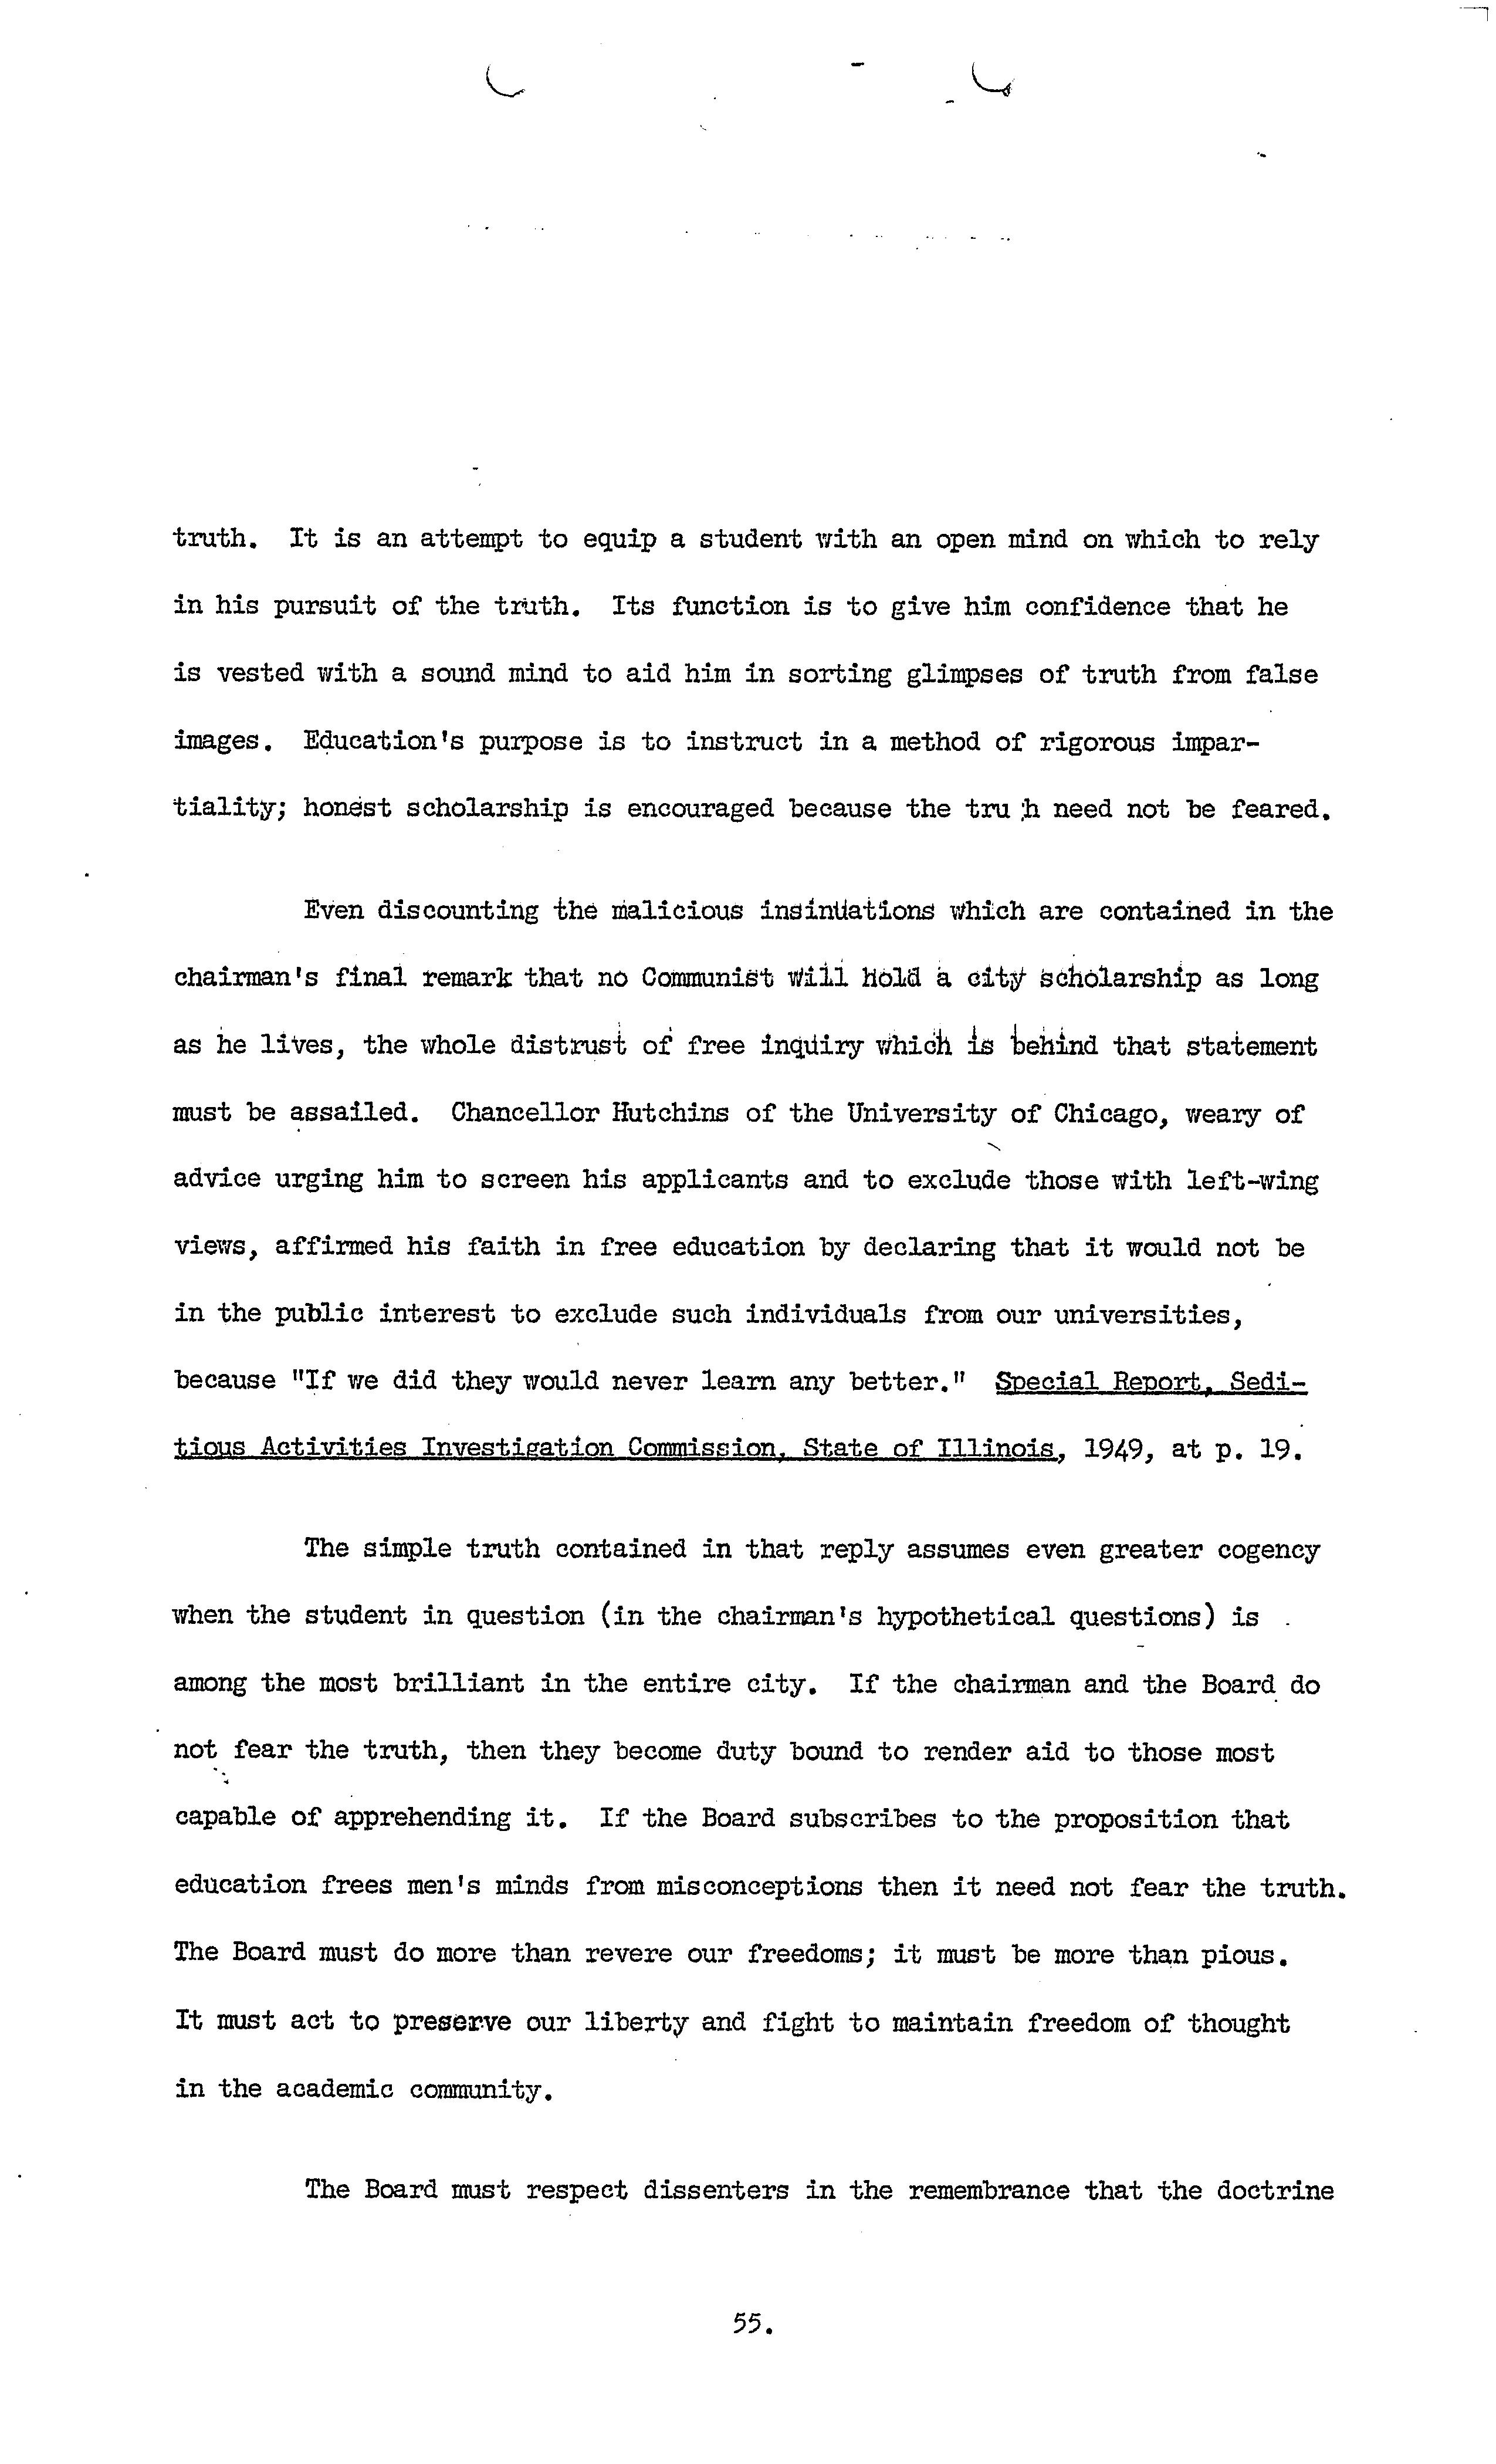 truth. It is an attempt to equip a student with an open mind on which to rely
in his pursuit of the truth. Its function is to give him confidence that he
is vested with a sound mind to aid him in sorting glimpses of truth from false
images. Education's purpose is to instruct in a method of rigorous impar-
tiality; honest scholarship is encouraged because the tru h need not be feared.
Even discounting the malicious insinuations which are contained in the
chairman's final remark that no Communist will hold a city scholarship as long
as he lives, the whole distrust of free inquiry which is behind that statement
must be assailed. Chancellor Hutchins of the University of Chicago, weary of
advice urging him to screen his applicants and to exclude those with left-wing
views, affirmed his faith in free education by declaring that it would not be
in the public interest to exclude such individuals from our universities,
because "If we did they would never learn any better." Special Report, Sedi-
tious Activities Investigation Commission, State of Illinois, 1949, at p. 19.
The simple truth contained in that reply assumes even greater cogency
when the student in question (in the chairman's hypothetical questions) is
among the most brilliant in the entire city. If the chairman and the Board do
not fear the truth, then they become duty bound to render aid to those most
capable of apprehending it. If the Board subscribes to the proposition that
education frees men's minds from misconceptions then it need not fear the truth.
The Board must do more than revere our freedoms; it must be more than pious.
It must act to preserve our liberty and fight to maintain freedom of thought
in the academic community.
The Board must respect dissenters in the remembrance that the doctrine
55.